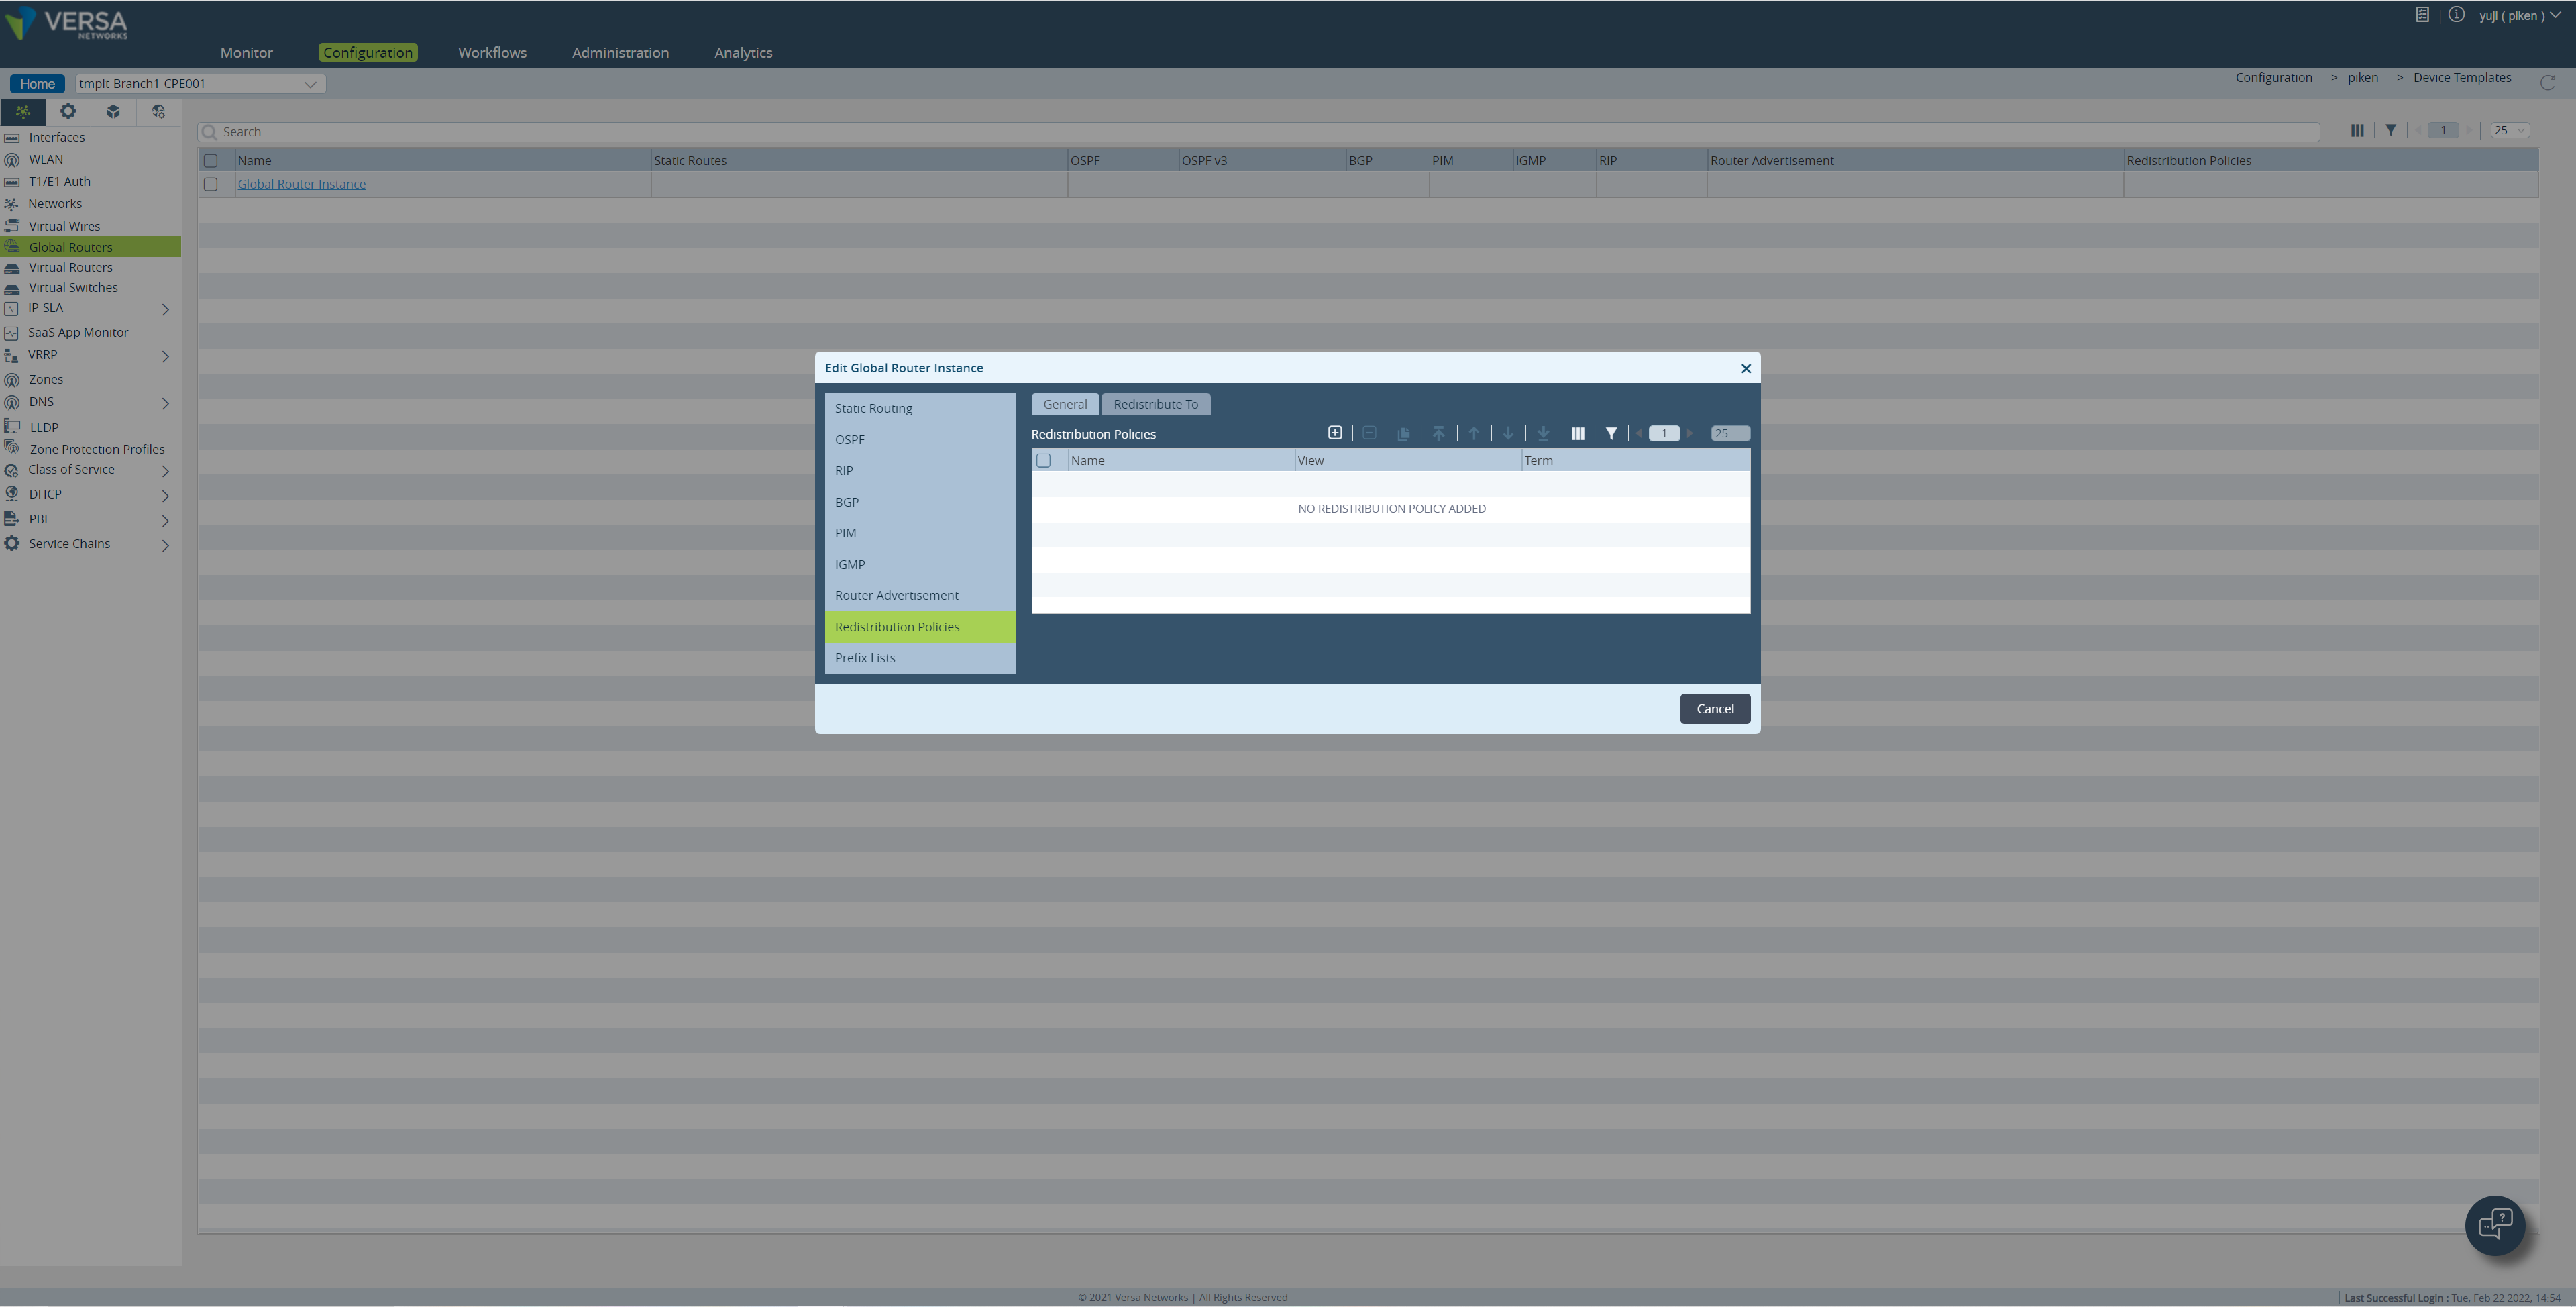 VERSA
NETWORKS
yuji ( piken )
Monitor Configuration Workflows Administration Analytics
Home tmplt-Branch1-CPE001
Configuration > piken > Device Templates
Interfaces
WLAN
T1/E1 Auth
Networks
Virtual Wires
Global Routers
Virtual Routers
Virtual Switches
IP-SLA
SaaS App Monitor
VRRP
Zones
DNS
LLDP
Zone Protection Profiles
Class of Service
DHCP
PBF
Service Chains
Search
1 25
Name Static Routes OSPF OSPF v3 BGP PIM IGMP RIP Router Advertisement Redistribution Policies
Global Router Instance
Edit Global Router Instance
Static Routing
OSPF
RIP
BGP
PIM
IGMP
Router Advertisement
Redistribution Policies
Prefix Lists
General Redistribute To
Redistribution Policies 1 25
Name View Term
NO REDISTRIBUTION POLICY ADDED
Cancel
© 2021 Versa Networks | All Rights Reserved
Last Successful Login : Tue, Feb 22 2022, 14:54